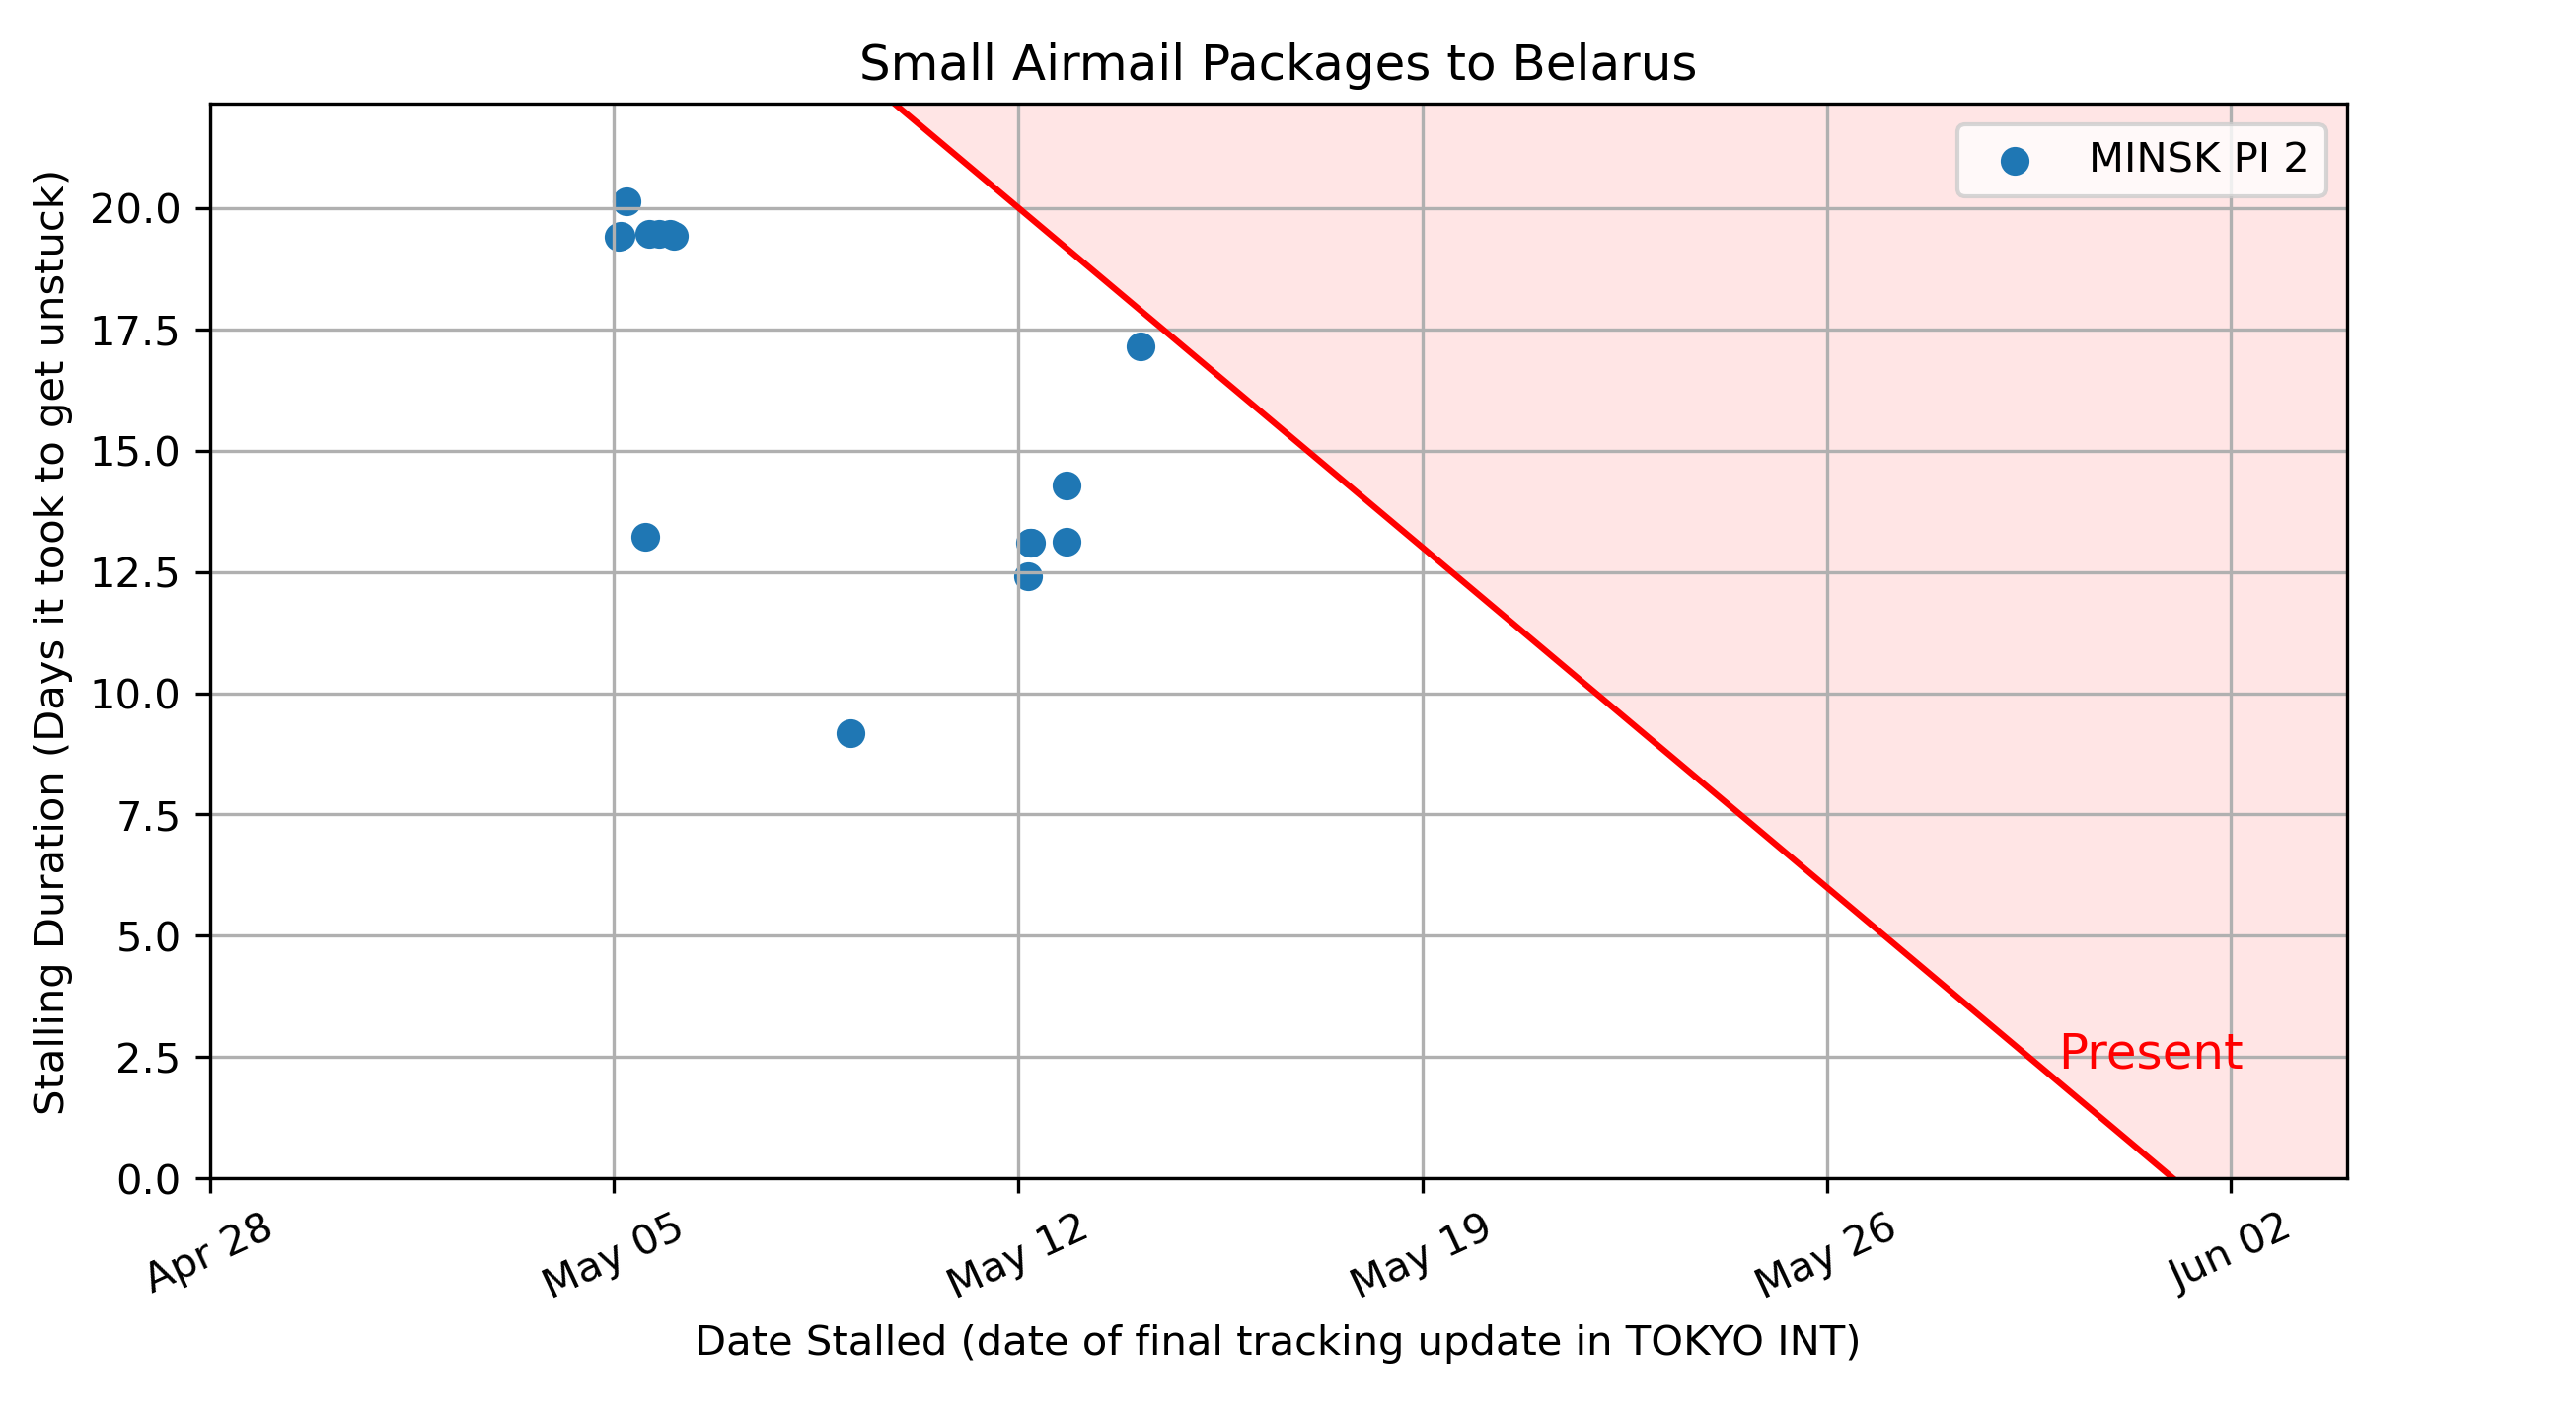 Small Airmail Packages to Belarus
MINSK PI 2
Stalling Duration (Days it took to get unstuck)
20.0
17.5
15.0
12.5
10.0
7.5
5.0
2.5
0.0
Present
Apr 28
May 05
May 12
May 19
May 26
Jun 02
Date Stalled (date of final tracking update in TOKYO INT)